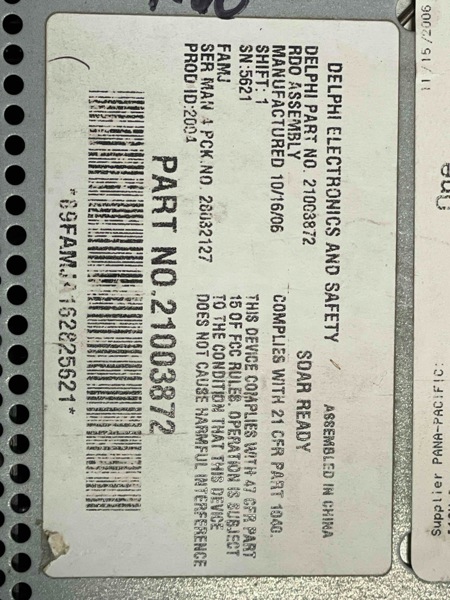 DELPHI ELECTRONICS AND SAFETY
DELPHI PART NO. 21003872
RDO ASSEMBLY
MANUFACTURED 10/16/06
SHIFT: 1
SN:5621
FAMJ
SER MAN 4 PCK NO. 28032127
PROD ID:2004
ASSEMBLED IN CHINA
SOAR READY
COMPLIES WITH 21 CFR PART 1040.
THIS DEVICE COMPLIES WITH 47 CFR PART
15 OF FCC RULES. OPERATION IS SUBJECT
TO THE CONDITION THAT THIS DEVICE
DOES NOT CAUSE HARMFUL INTERFERENCE
PART NO.21003872
*69FAMJ4162825621*
11/15/2006
Supplier PANA-PACIFIC: